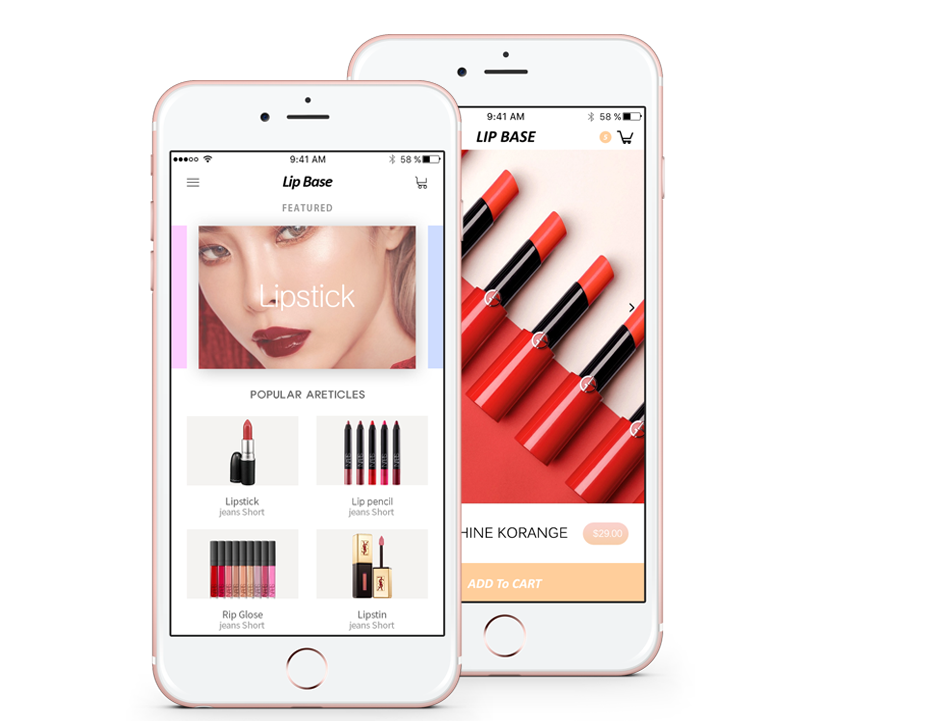 9:41 AM
58 %
Lip Base
FEATURED
Lipstick
POPULAR ARETICLES
Lipstick
jeans Short
Lip pencil
jeans Short
Rip Glose
jeans Short
Lipstin
jeans Short
9:41 AM
58 %
LIP BASE
HINE KORANGE
$29.00
ADD To CART